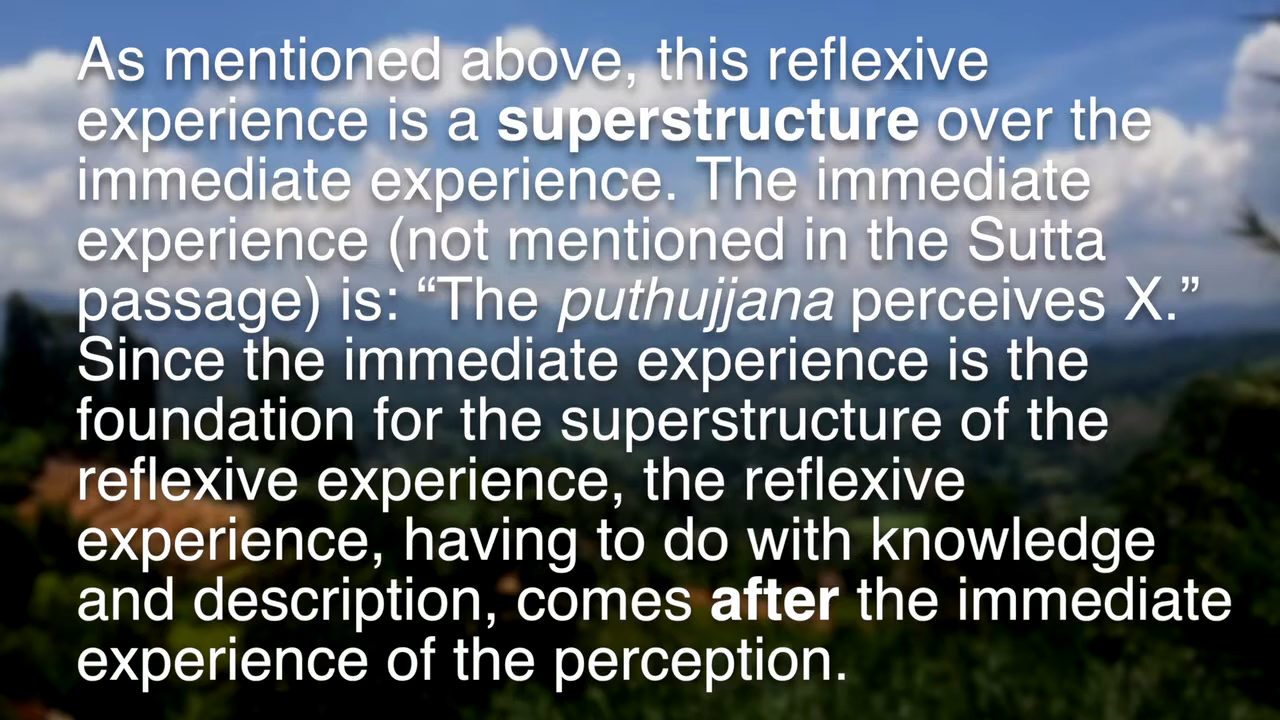 As mentioned above, this reflexive
experience is a superstructure over the
immediate experience. The immediate
experience (not mentioned in the Sutta
passage) is: “The puthujjana perceives X.”
Since the immediate experience is the
foundation for the superstructure of the
reflexive experience, the reflexive
experience, having to do with knowledge
and description, comes after the immediate
experience of the perception.